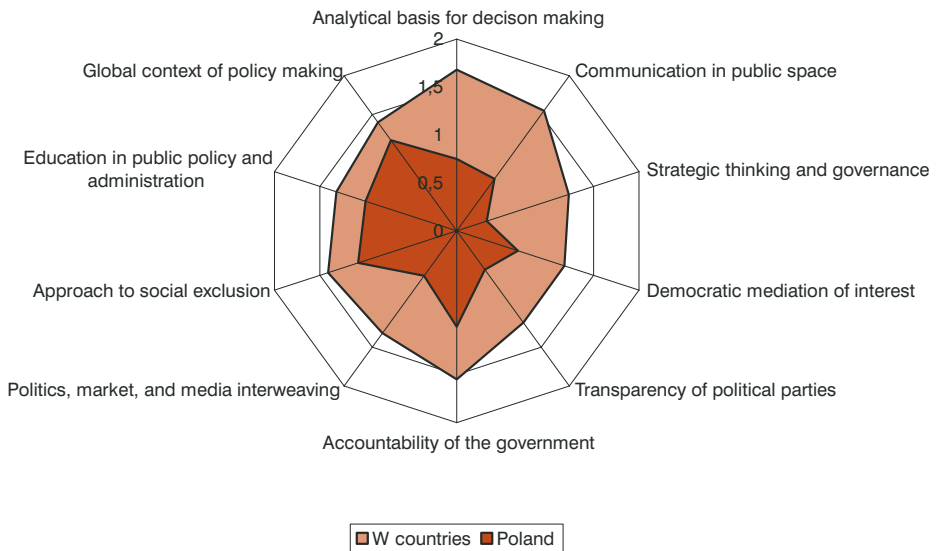 Analytical basis for decison making
2
Global context of policy making
Communication in public space
1,5
1
Education in public policy and
administration
Strategic thinking and governance
0,5
0
Approach to social exclusion
Democratic mediation of interest
Politics, market, and media interweaving
Transparency of political parties
Accountability of the government
W countries
Poland